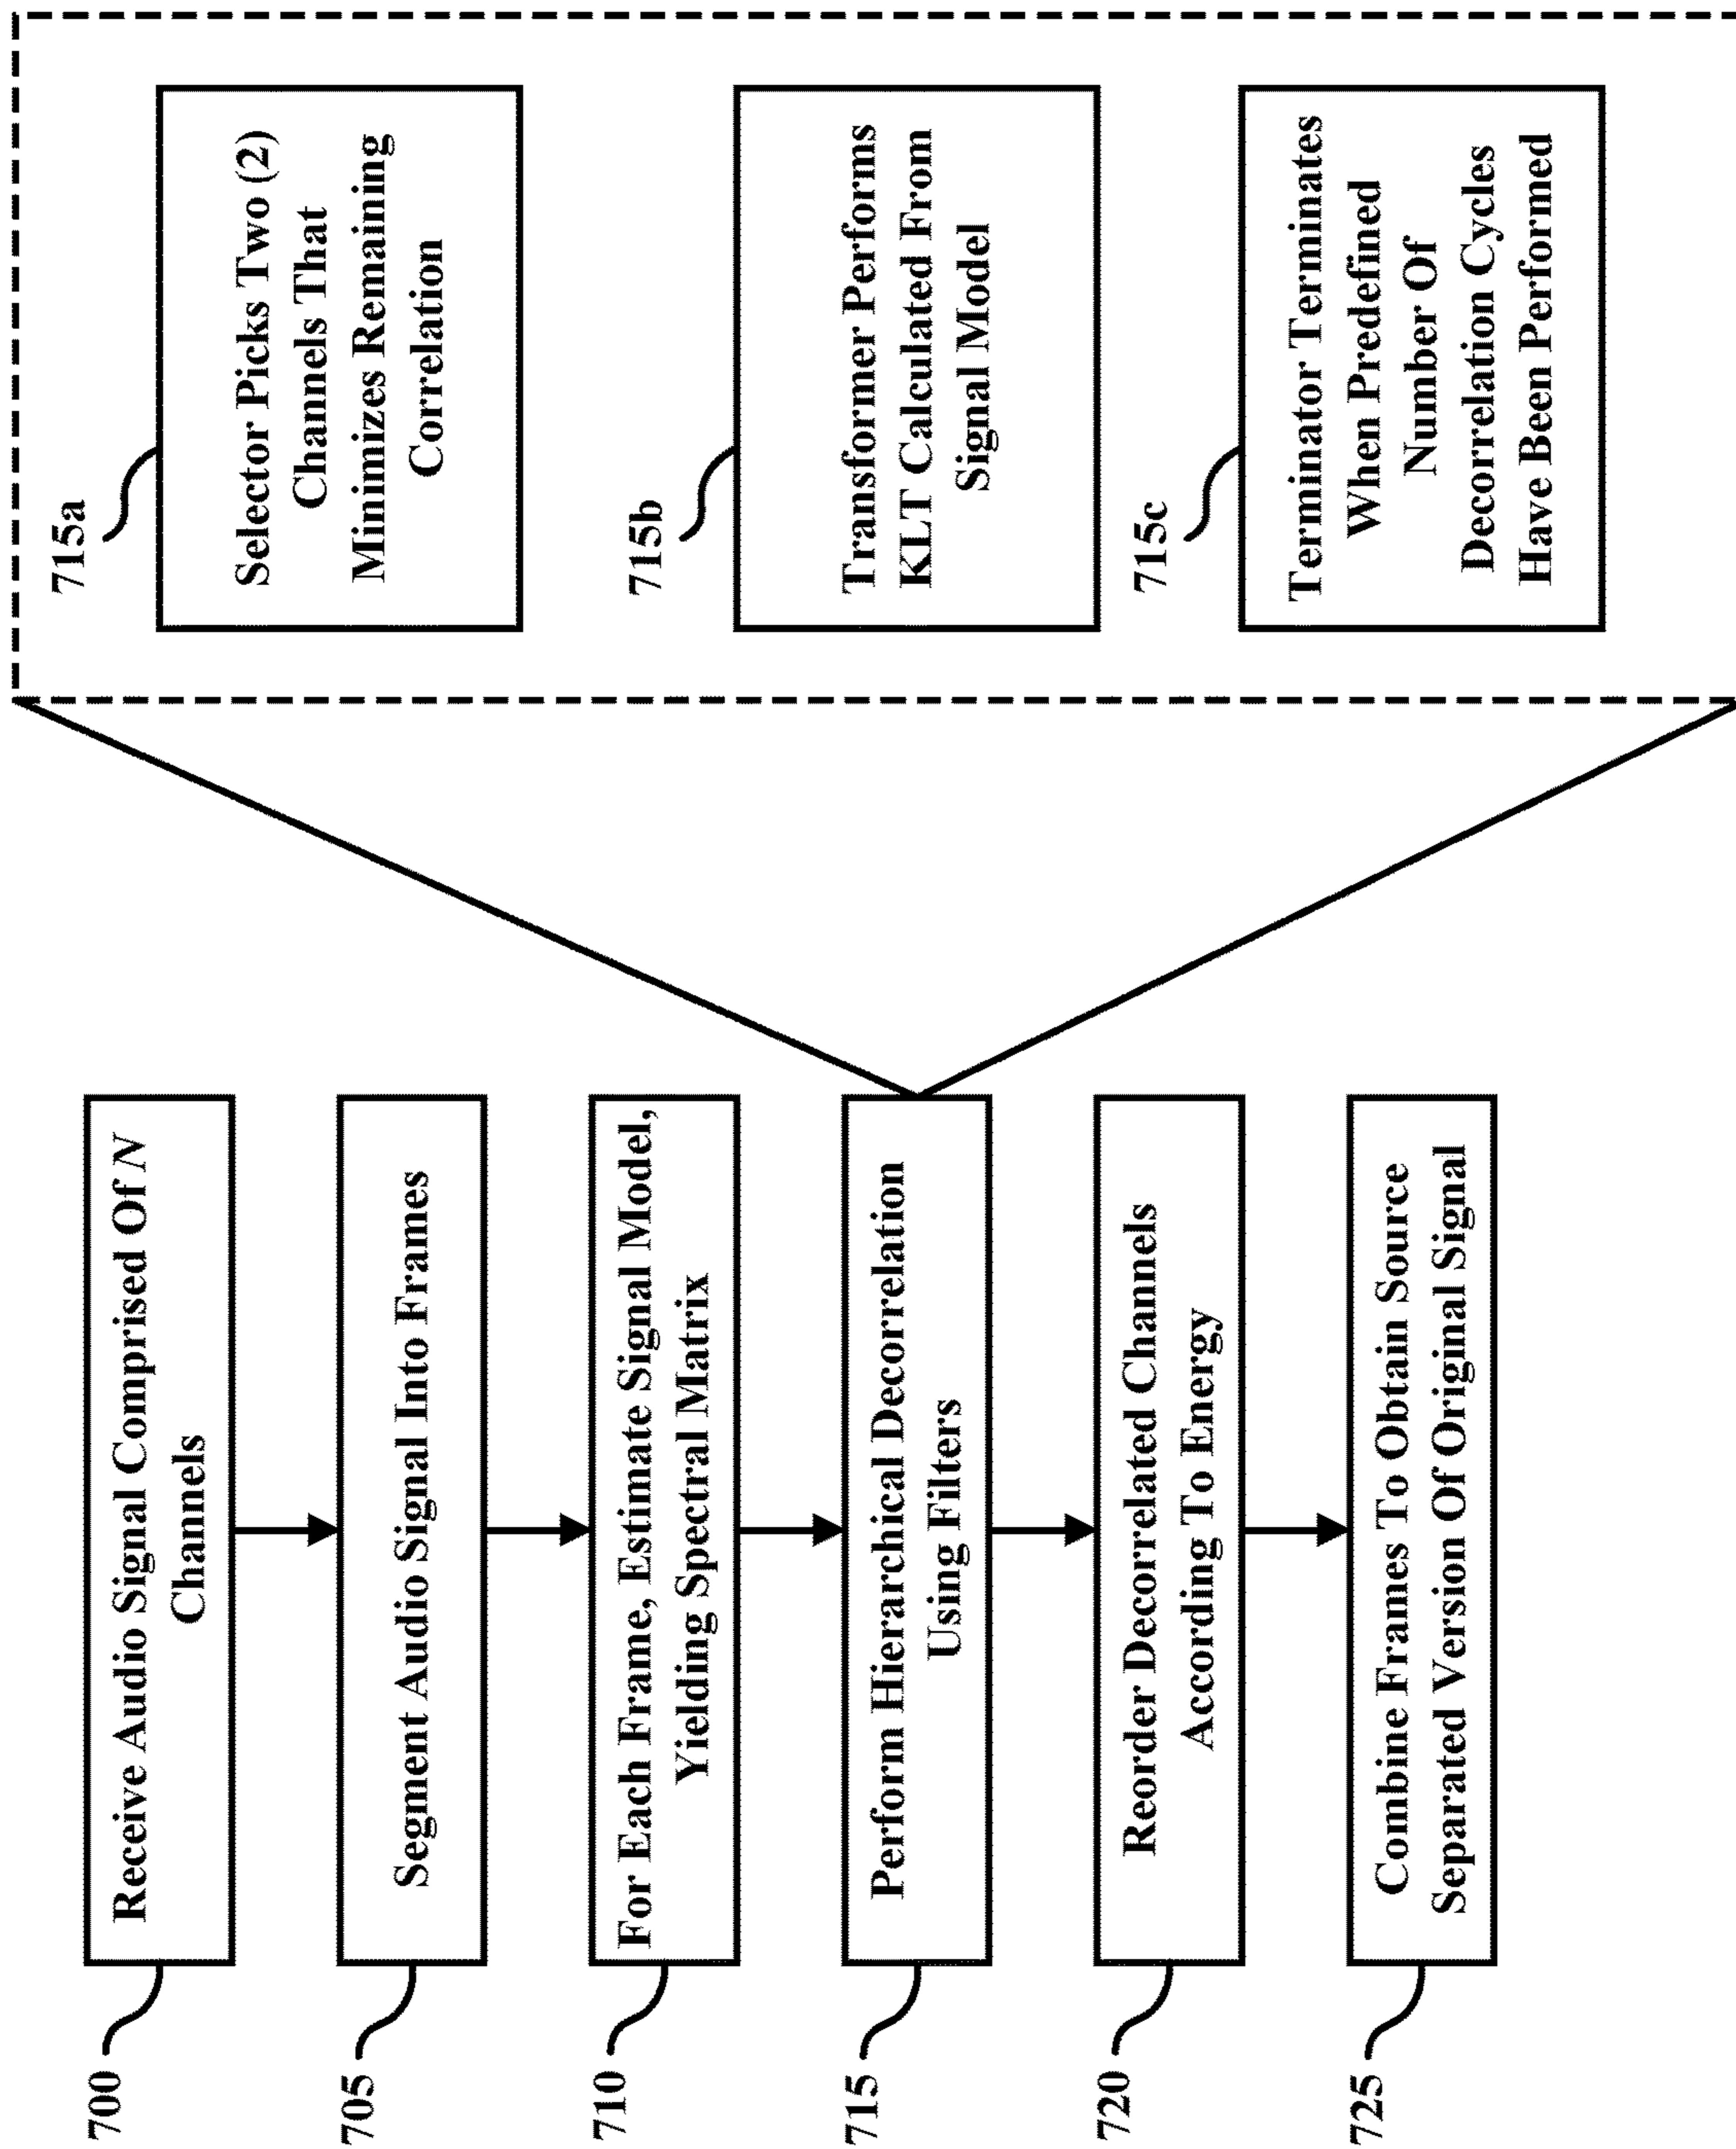 700
Receive Audio Signal Comprised Of N
Channels
705
Segment Audio Signal Into Frames
710
For Each Frame, Estimate Signal Model,
Yielding Spectral Matrix
715
Perform Hierarchical Decorrelation
Using Filters
720
Reorder Decorrelated Channels
According To Energy
725
Combine Frames To Obtain Source
Separated Version Of Original Signal
715a
Selector Picks Two (2)
Channels That
Minimizes Remaining
Correlation
715b
Transformer Performs
KLT Calculated From
Signal Model
715c
Terminator Terminates
When Predefined
Number Of
Decorrelation Cycles
Have Been Performed